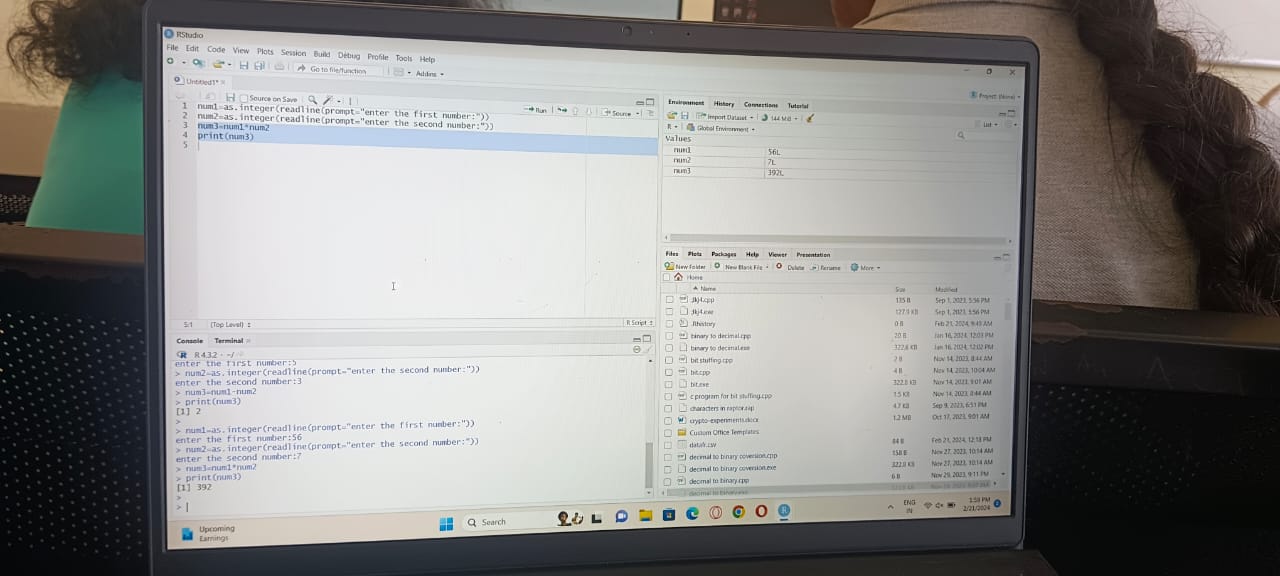 RStudio
File Edit Code View Plots Session Build Debug Profile Tools Help
Go to file/function Addins
Project: (None)
Untitled1*
Source on Save Run Source
1 num1=as.integer(readline(prompt="enter the first number:"))
2 num2=as.integer(readline(prompt="enter the second number:"))
3 num3=num1*num2
4 print(num3)
5
5:1 (Top Level) R Script
Environment History Connections Tutorial
Import Dataset 144 MiB
List
R Global Environment
Values
num1 56L
num2 7L
num3 392L
Console Terminal
R 4.3.2 · ~/
enter the first number:5
> num2=as.integer(readline(prompt="enter the second number:"))
enter the second number:3
> num3=num1-num2
> print(num3)
[1] 2
>
> num1=as.integer(readline(prompt="enter the first number:"))
enter the first number:56
> num2=as.integer(readline(prompt="enter the second number:"))
enter the second number:7
> num3=num1*num2
> print(num3)
[1] 392
>
>
Files Plots Packages Help Viewer Presentation
New Folder New Blank File Delete Rename More
Home
Name Size Modified
.cpp 135 B Sep 1, 2023, 5:56 PM
.exe 127.9 KB Sep 1, 2023, 5:56 PM
.Rhistory 0 B Feb 21, 2024, 9:49 AM
binary to decimal.cpp 20 B Jan 16, 2024, 12:03 PM
binary to decimal.exe 322.6 KB Jan 16, 2024, 12:02 PM
bit stuffing.cpp 2 B Nov 14, 2023, 8:44 AM
bit.cpp 4 B Nov 14, 2023, 10:04 AM
bit.exe 322.8 KB Nov 14, 2023, 9:01 AM
c program for bit stuffing.cpp 1.5 KB Nov 14, 2023, 8:44 AM
characters in raptor.rap 4.7 KB Sep 9, 2023, 6:51 PM
crypto-experiments.docx 1.2 MB Oct 17, 2023, 9:01 AM
Custom Office Templates
datafr.csv 84 B Feb 21, 2024, 12:18 PM
decimal to binary coversion.cpp 158 B Nov 27, 2023, 10:14 AM
decimal to binary coversion.exe 322.8 KB Nov 27, 2023, 10:14 AM
decimal to binary.cpp 6 B Nov 29, 2023, 9:11 PM
decimal to binary.exe
Upcoming
Earnings
Search
ENG
IN
1:59 PM
2/21/2024